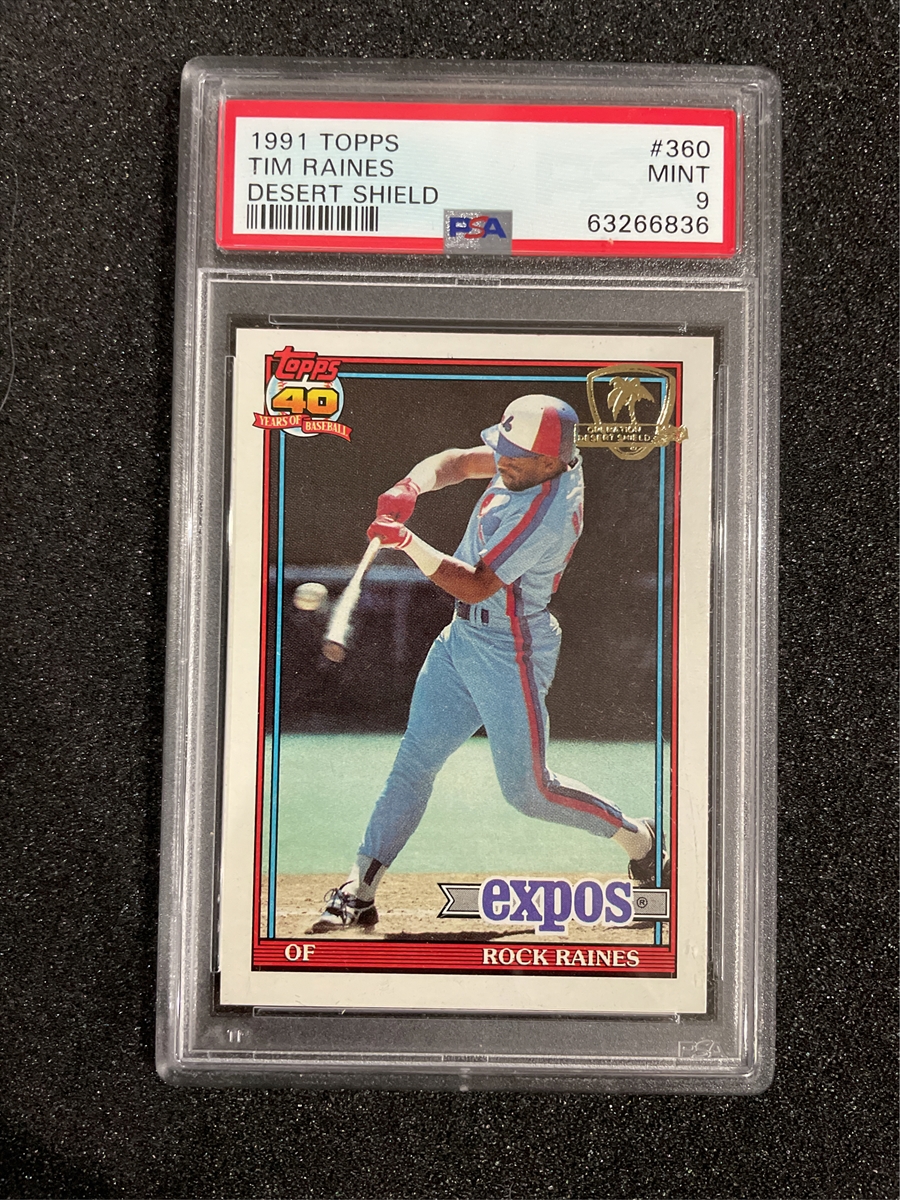 1991 TOPPS #360
TIM RAINES MINT
DESERT SHIELD 9
PSA 63266836
TOPPS
40
YEARS OF BASEBALL
OPERATION
DESERT SHIELD
expos®
OF ROCK RAINES